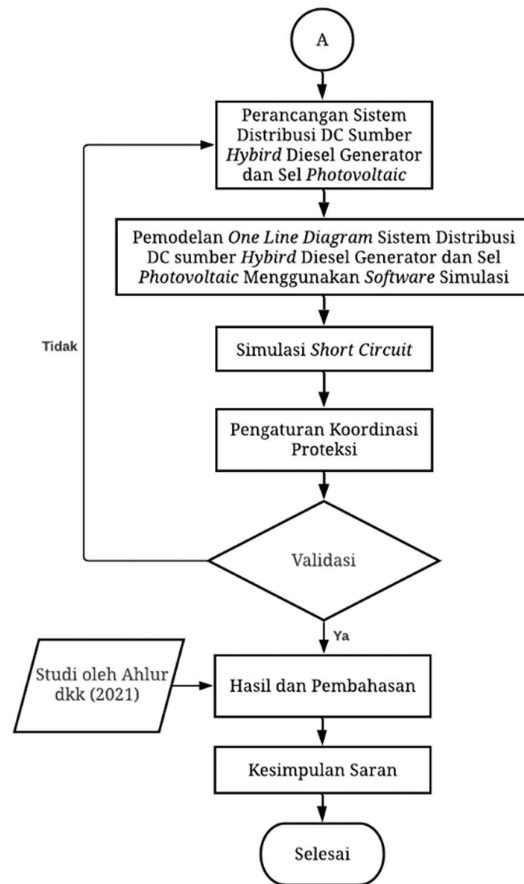 A
Perancangan Sistem
Distribusi DC Sumber
Hybird Diesel Generator
dan Sel Photovoltaic
Pemodelan One Line Diagram Sistem Distribusi
DC sumber Hybird Diesel Generator dan Sel
Photovoltaic Menggunakan Software Simulasi
Simulasi Short Circuit
Tidak
Pengaturan Koordinasi
Proteksi
Validasi
Ya
Studi oleh Ahlur
dkk (2021)
Hasil dan Pembahasan
Kesimpulan Saran
Selesai